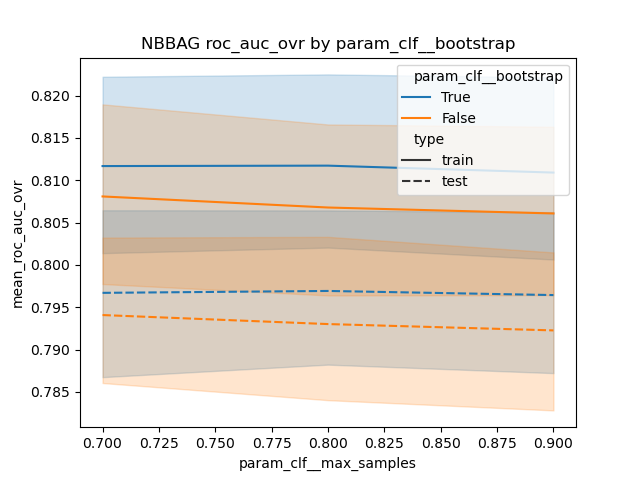 NBBAG roc_auc_ovr by param_clf__bootstrap
param_clf__bootstrap
True
False
type
train
test
mean_roc_auc_ovr
0.820
0.815
0.810
0.805
0.800
0.795
0.790
0.785
0.700 0.725 0.750 0.775 0.800 0.825 0.850 0.875 0.900
param_clf__max_samples